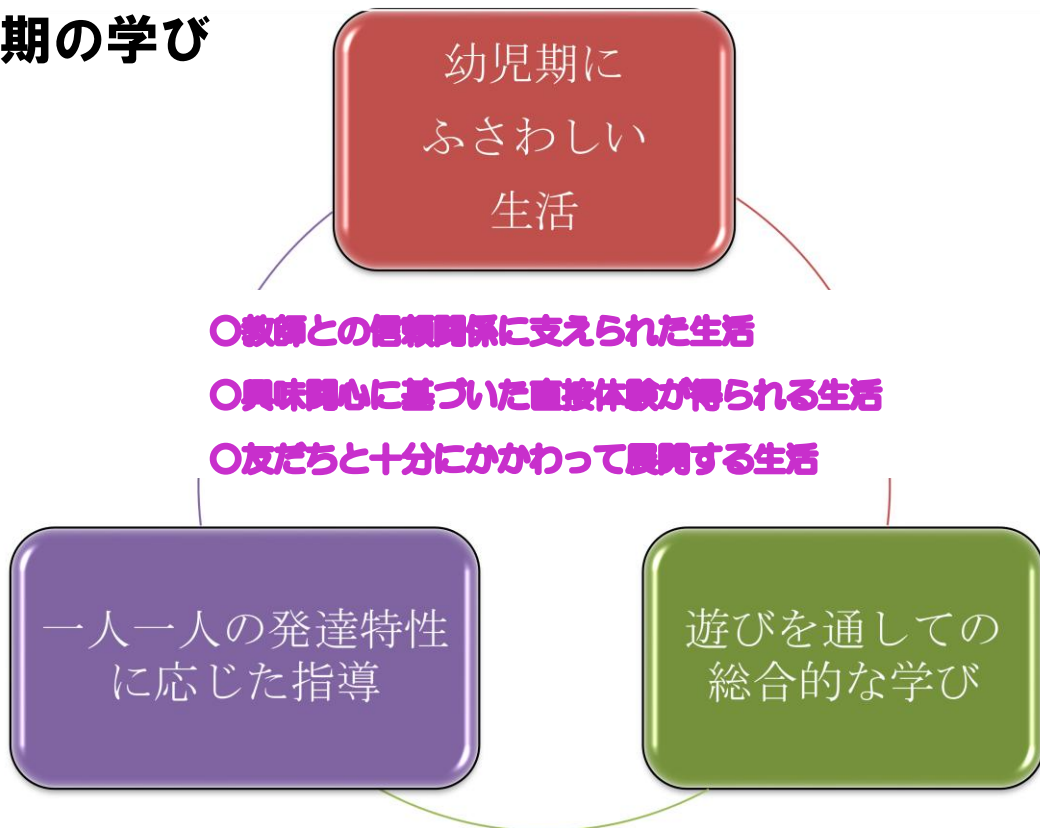 期の学び
幼児期に
ふさわしい
生活
〇教師との信頼関係に支えられた生活
〇興味関心に基づいた直接体験が得られる生活
〇友だちと十分にかかわって展開する生活
一人一人の発達特性
に応じた指導
遊びを通しての
総合的な学び